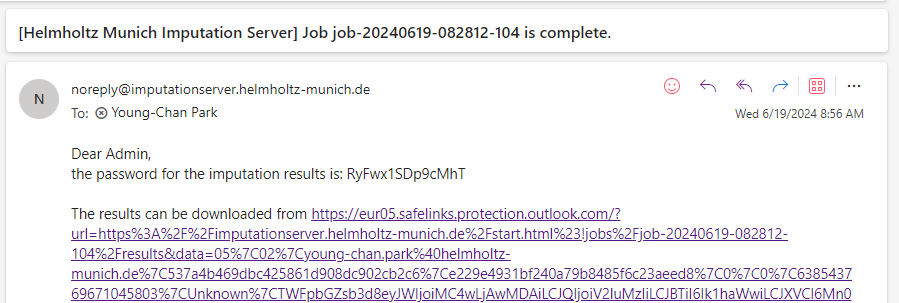 [Helmholtz Munich Imputation Server] Job job-20240619-082812-104 is complete.
N
noreply@imputationserver.helmholtz-munich.de
To: Young-Chan Park
Wed 6/19/2024 8:56 AM
Dear Admin,
the password for the imputation results is: RyFwx1SDp9cMhT
The results can be downloaded from https://eur05.safelinks.protection.outlook.com/?
url=https%3A%2F%2Fimputationserver.helmholtz-munich.de%2Fstart.html%23!jobs%2Fjob-20240619-082812-
104%2Fresults&data=05%7C02%7Cyoung-chan.park%40helmholtz-
munich.de%7C537a4b469dbc425861d908dc902cb2c6%7Ce229e4931bf240a79b8485f6c23aeed8%7C0%7C0%7C6385437
69671045803%7CUnknown%7CTWFpbGZsb3d8eyJWIjoiMC4wLjAwMDAiLCJQIjoiV2luMzIiLCJBTiI6Ik1haWwiLCJXVCI6Mn0